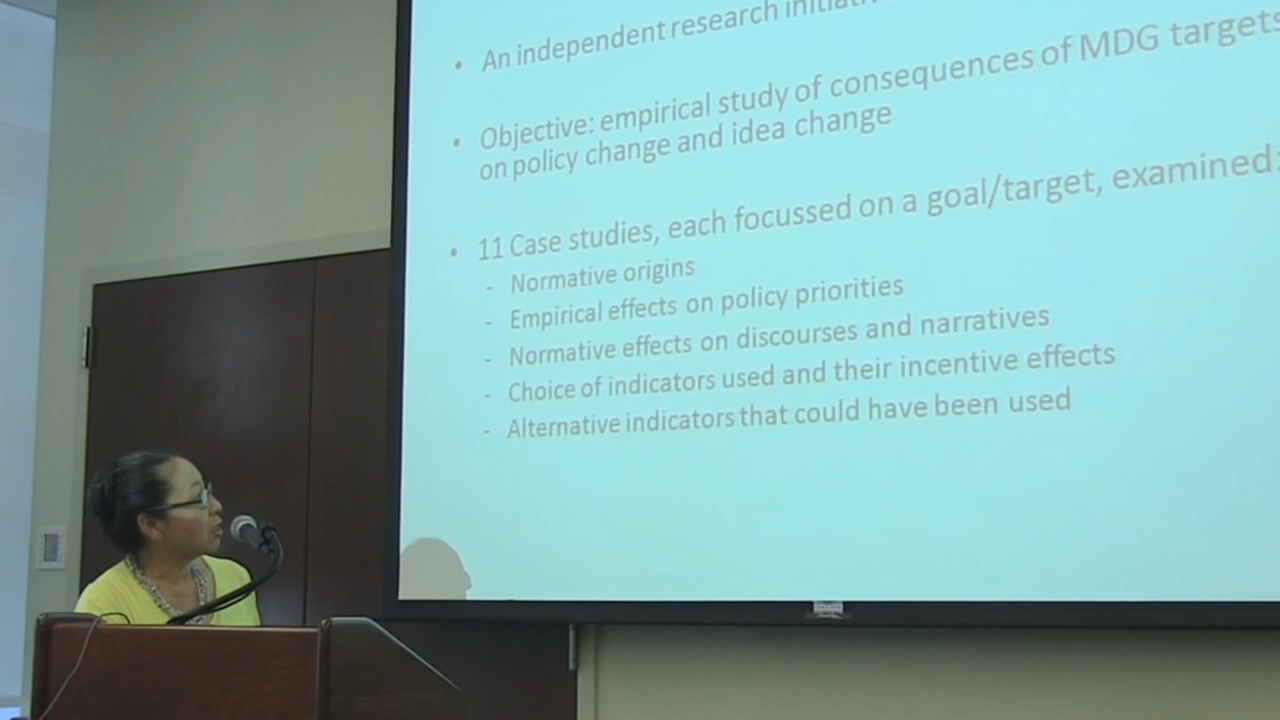 • An independent research
• Objective: empirical study of consequences of MDG targets
on policy change and idea change
• 11 Case studies, each focussed on a goal/target, examined:
- Normative origins
- Empirical effects on policy priorities
- Normative effects on discourses and narratives
- Choice of indicators used and their incentive effects
- Alternative indicators that could have been used